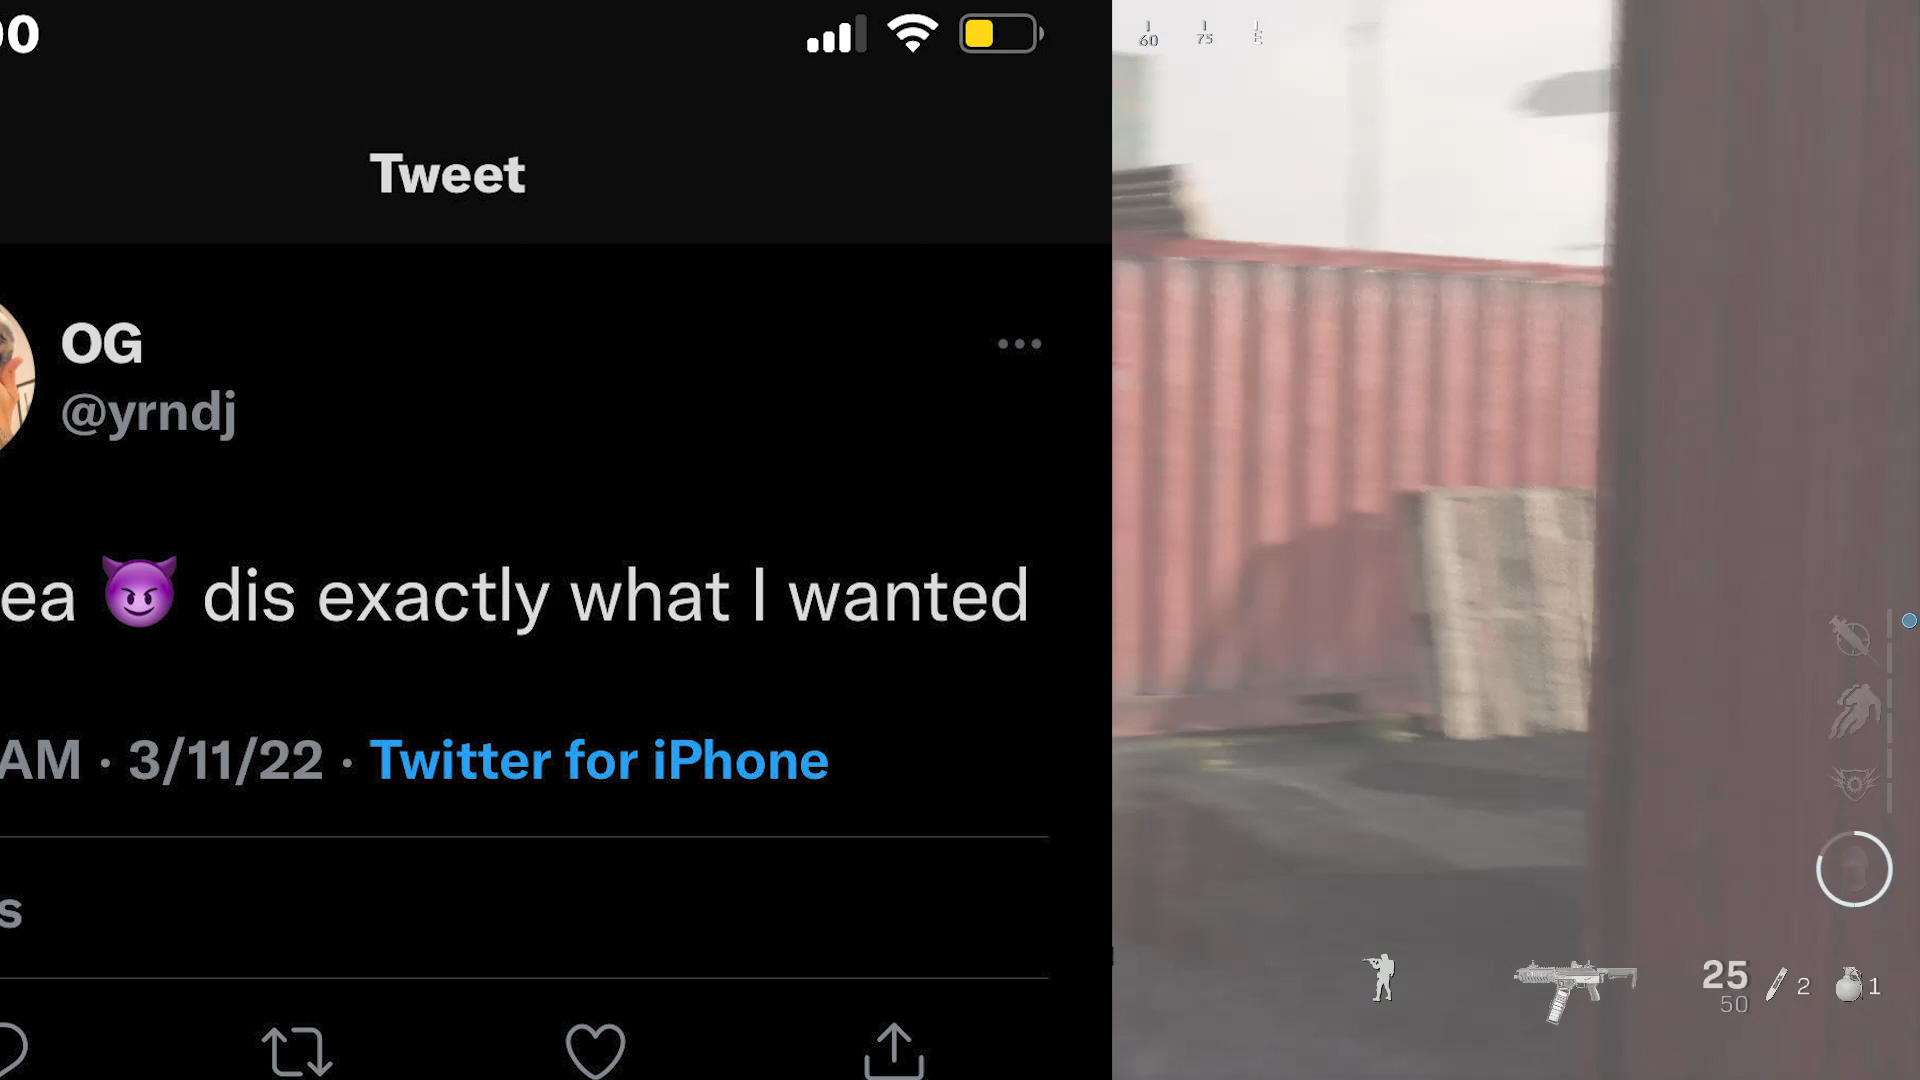 00
Tweet
OG
@yrndj
ea 😈 dis exactly what I wanted
AM · 3/11/22 · Twitter for iPhone
s
60 75 E
25
50
2
1